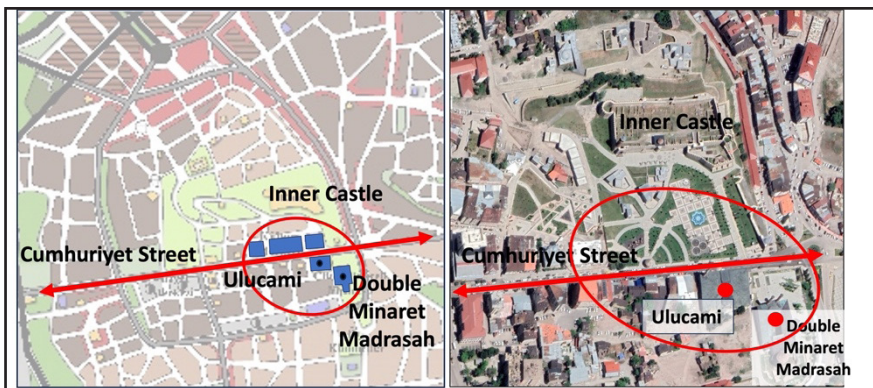 Inner Castle
Cumhuriyet Street
Ulucami
Double
Minaret
Madrasah
Inner Castle
Cumhuriyet Street
Ulucami
Double
Minaret
Madrasah